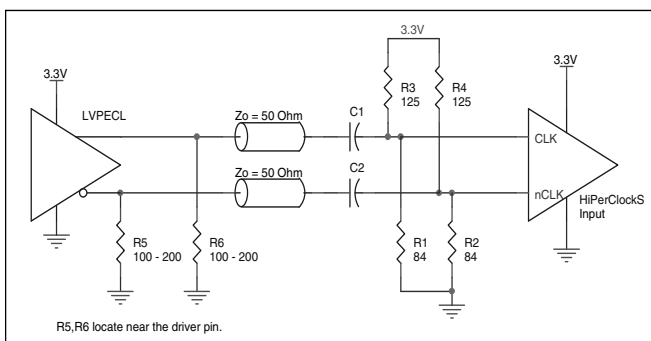 3.3V
3.3V
3.3V
LVPECL
R3
125
R4
125
Zo = 50 Ohm
C1
CLK
Zo = 50 Ohm
C2
nCLK
HiPerClockS
Input
R5
100 - 200
R6
100 - 200
R1
84
R2
84
R5,R6 locate near the driver pin.